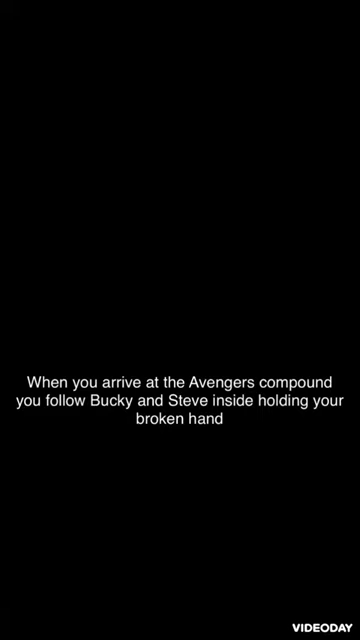 When you arrive at the Avengers compound
you follow Bucky and Steve inside holding your
broken hand
VIDEODAY